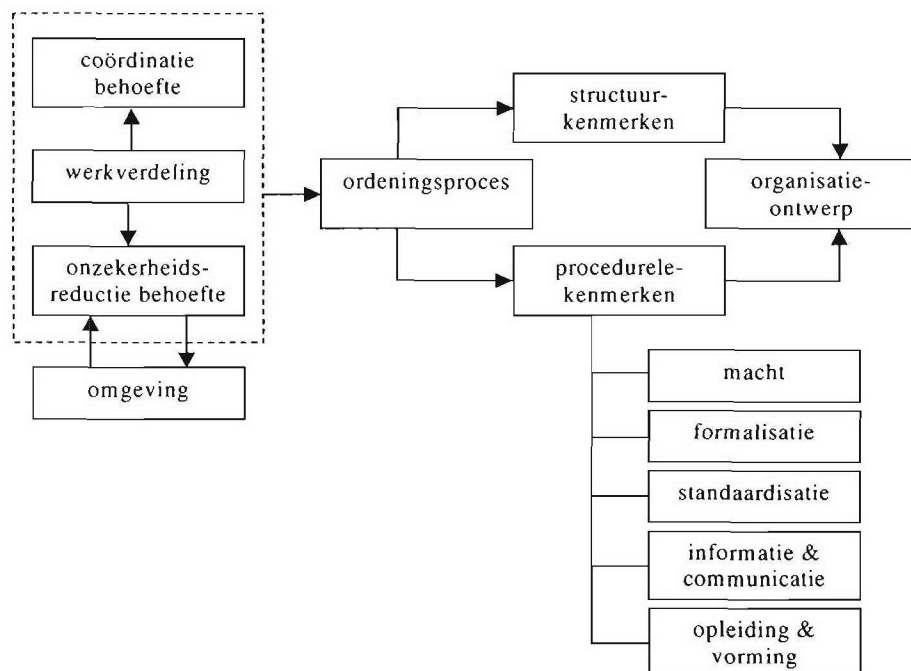 coördinatie
behoefte
werkverdeling
onzekerheids-
reductie behoefte
omgeving
ordeningsproces
structuur-
kenmerken
procedurele-
kenmerken
organisatie-
ontwerp
macht
formalisatie
standaardisatie
informatie &
communicatie
opleiding &
vorming